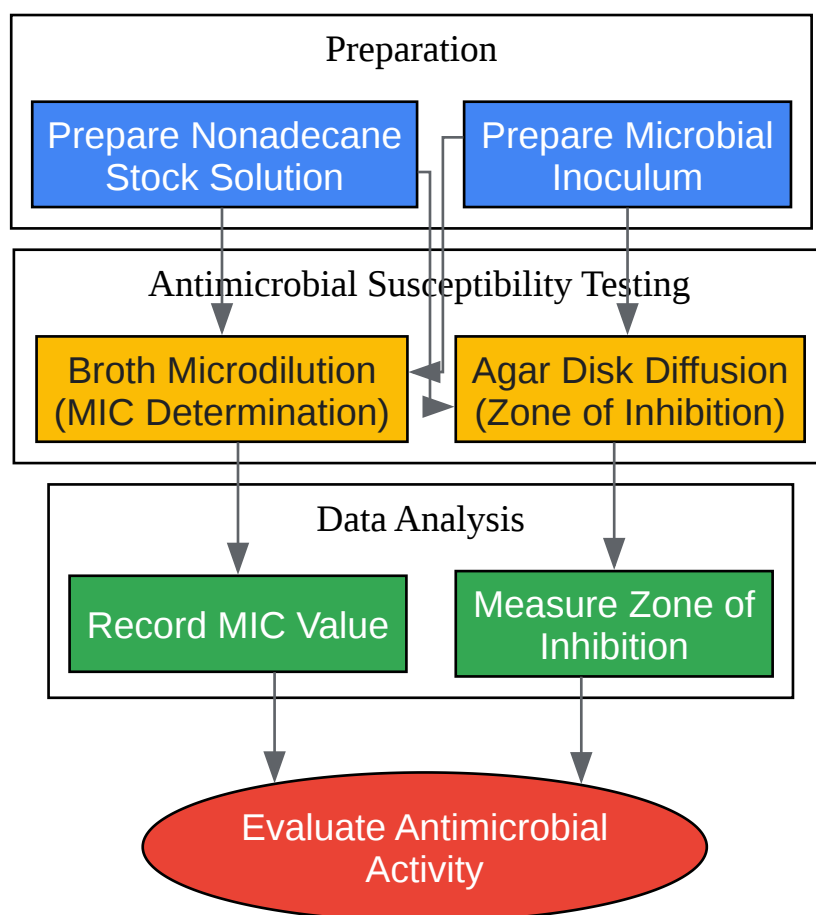 Preparation
Prepare Nonadecane
Stock Solution
Prepare Microbial
Inoculum
Antimicrobial Susceptibility Testing
Broth Microdilution
(MIC Determination)
Agar Disk Diffusion
(Zone of Inhibition)
Data Analysis
Record MIC Value
Measure Zone of
Inhibition
Evaluate Antimicrobial
Activity